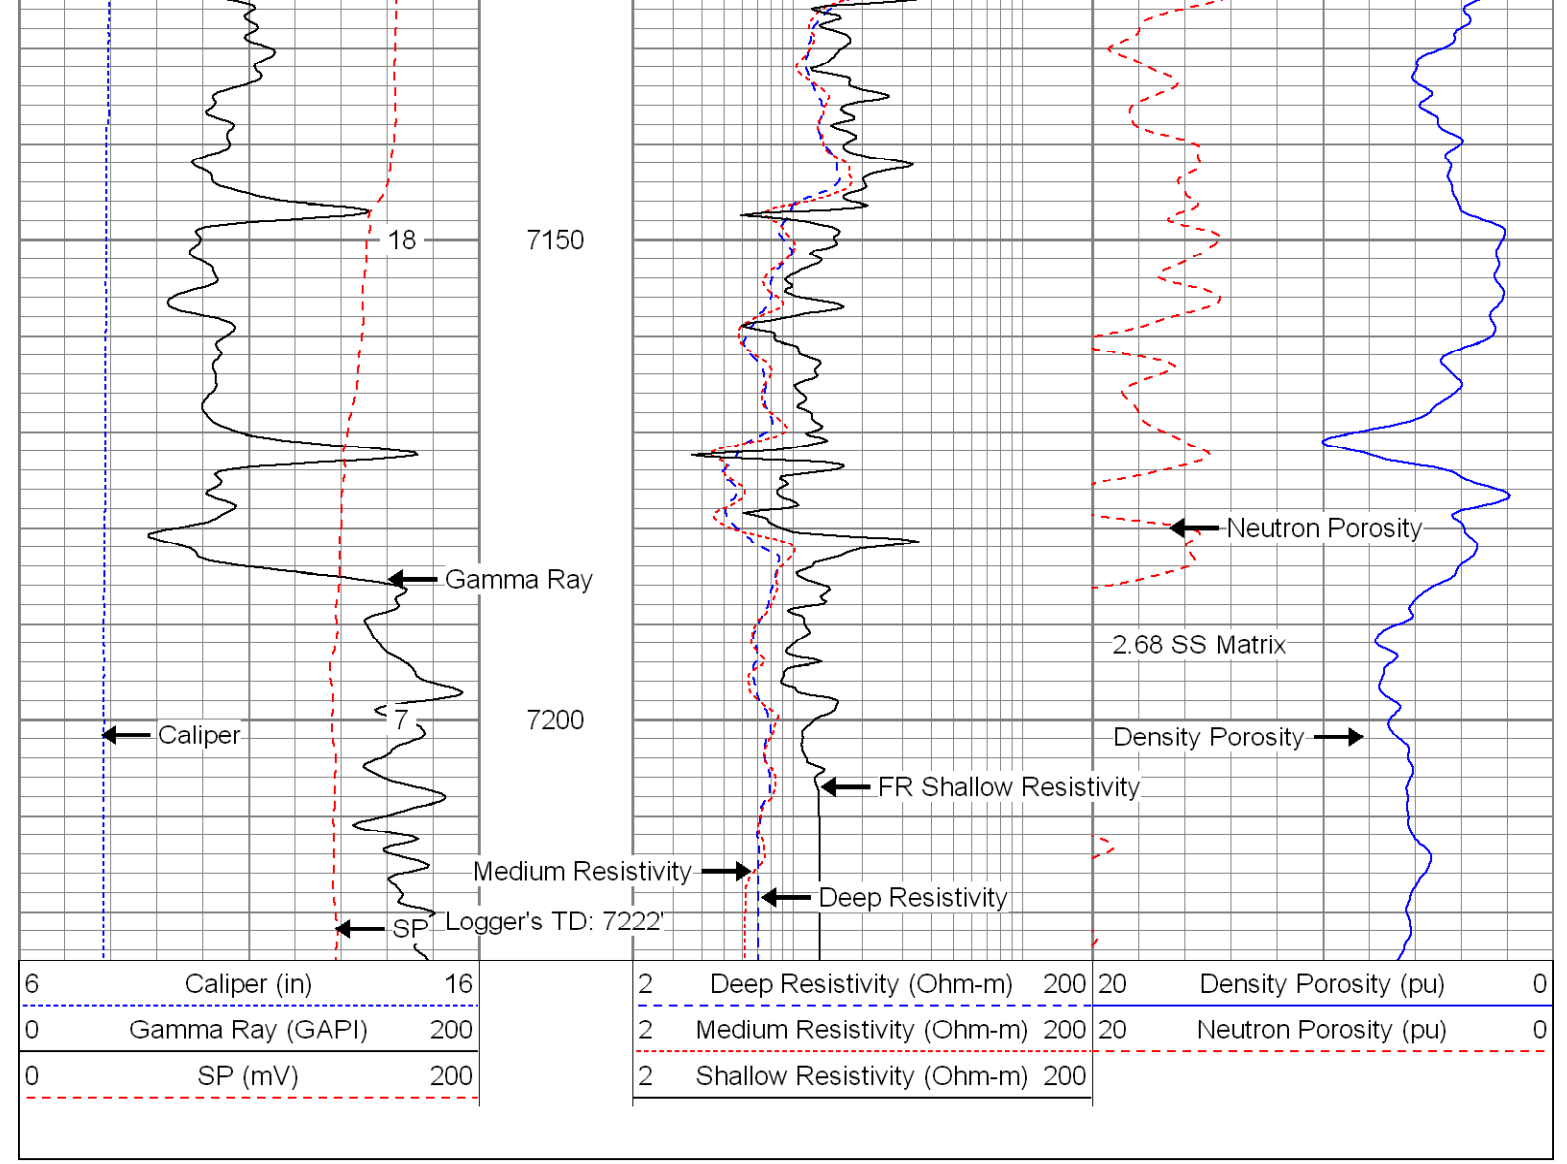 18
7150
Neutron Porosity
Gamma Ray
2.68 SS Matrix
7
7200
Caliper
Density Porosity
FR Shallow Resistivity
Medium Resistivity
Deep Resistivity
SP
Logger's TD: 7222'
6 Caliper (in) 16
2 Deep Resistivity (Ohm-m) 200
20 Density Porosity (pu) 0
0 Gamma Ray (GAPI) 200
2 Medium Resistivity (Ohm-m) 200
20 Neutron Porosity (pu) 0
0 SP (mV) 200
2 Shallow Resistivity (Ohm-m) 200